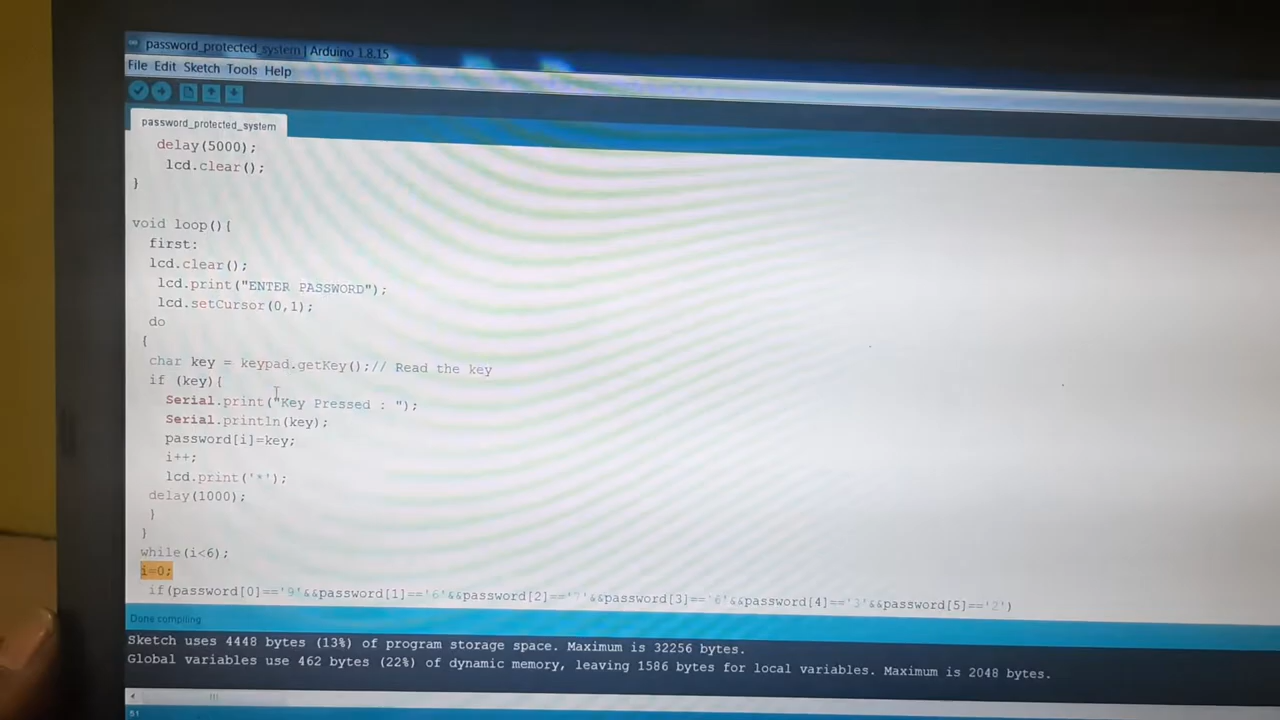 password_protected_system | Arduino 1.8.15
File Edit Sketch Tools Help
password_protected_system
delay(5000);
lcd.clear();
}
void loop(){
first:
lcd.clear();
lcd.print("ENTER PASSWORD");
lcd.setCursor(0,1);
do
{
char key = keypad.getKey();// Read the key
if (key){
Serial.print("Key Pressed : ");
Serial.println(key);
password[i]=key;
i++;
lcd.print('*');
delay(1000);
}
}
while(i<6);
i=0;
if(password[0]=='9'&&password[1]=='6'&&password[2]=='7'&&password[3]=='6'&&password[4]=='3'&&password[5]=='2')
Done compiling
Sketch uses 4448 bytes (13%) of program storage space. Maximum is 32256 bytes.
Global variables use 462 bytes (22%) of dynamic memory, leaving 1586 bytes for local variables. Maximum is 2048 bytes.
51